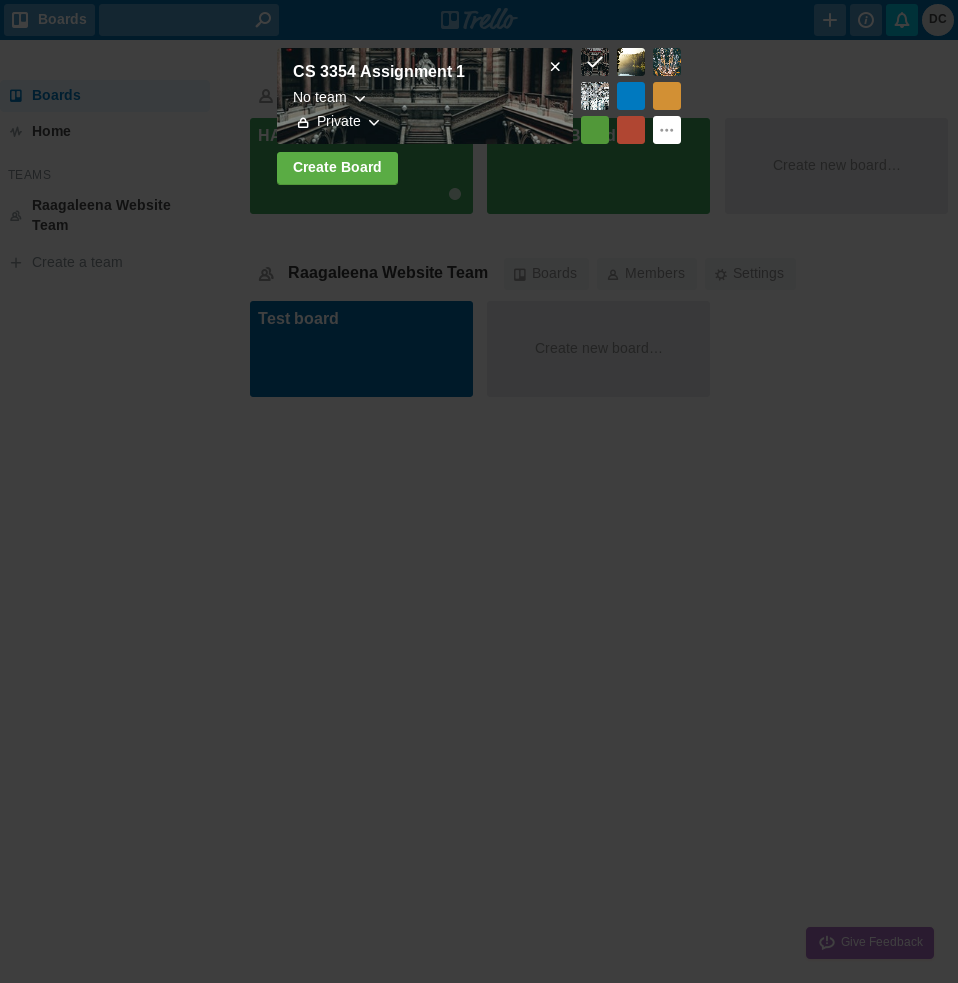 Boards
Trello
DC
CS 3354 Assignment 1
No team
Private
Create Board
Boards
Home
TEAMS
Raagaleena Website
Team
Create a team
HA
Create new board…
Raagaleena Website Team
Boards
Members
Settings
Test board
Create new board…
Give Feedback